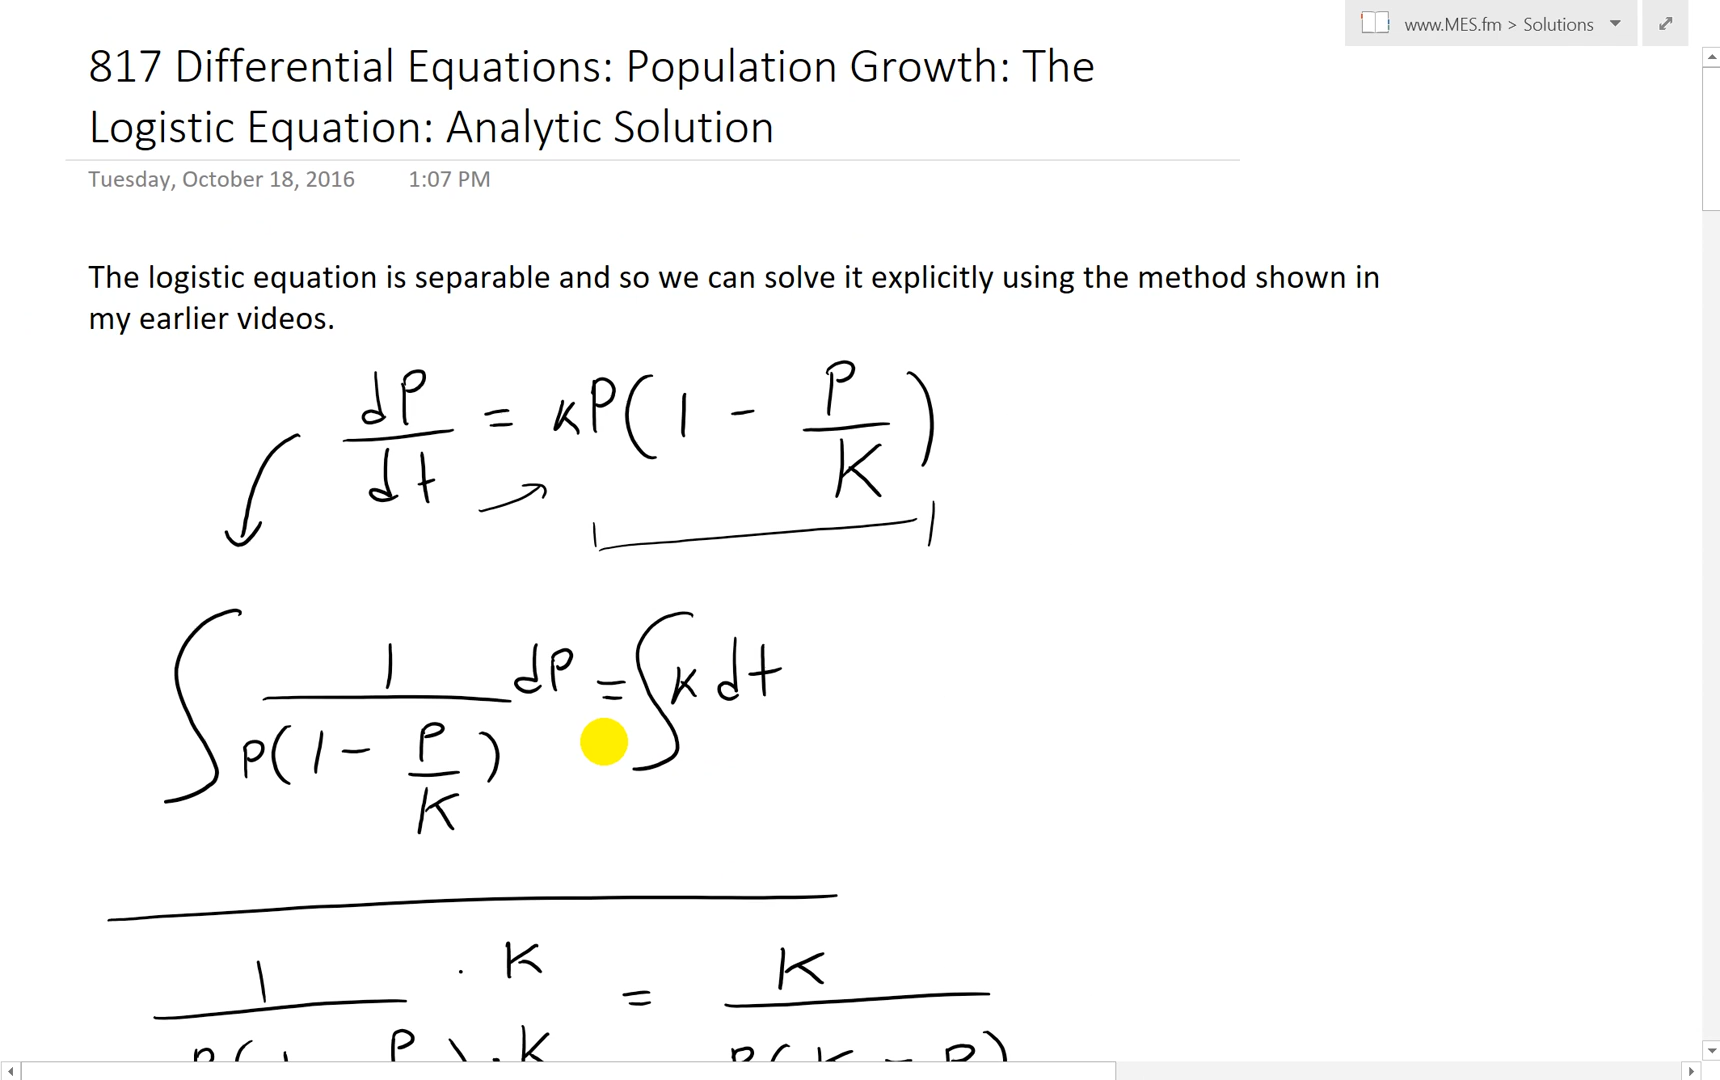 www.MES.fm > Solutions
817 Differential Equations: Population Growth: The
Logistic Equation: Analytic Solution
Tuesday, October 18, 2016 1:07 PM
The logistic equation is separable and so we can solve it explicitly using the method shown in
my earlier videos.
dP/dt = kP(1 - P/K)
∫ 1/(P(1 - P/K)) dP = ∫ k dt
1/(P(1 - P)) · K/K = K/(P(K - P))